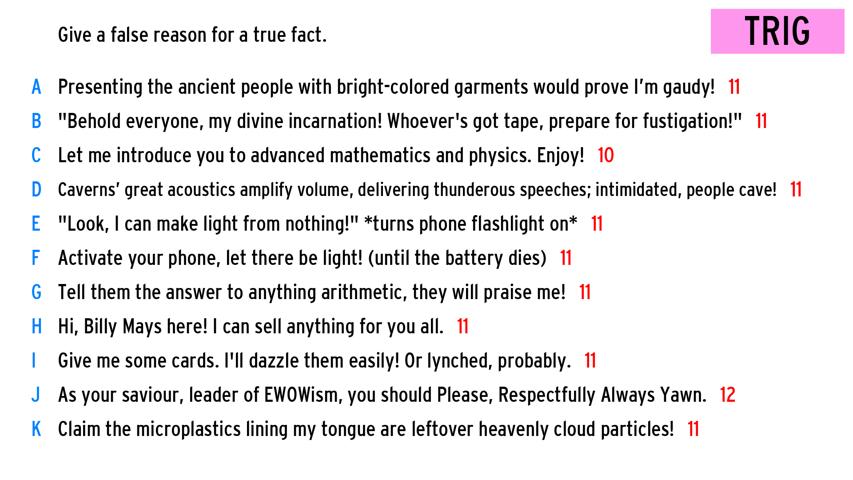 Give a false reason for a true fact.
TRIG
A Presenting the ancient people with bright-colored garments would prove I'm gaudy! 11
B "Behold everyone, my divine incarnation! Whoever's got tape, prepare for fustigation!" 11
C Let me introduce you to advanced mathematics and physics. Enjoy! 10
D Caverns' great acoustics amplify volume, delivering thunderous speeches; intimidated, people cave! 11
E "Look, I can make light from nothing!" *turns phone flashlight on* 11
F Activate your phone, let there be light! (until the battery dies) 11
G Tell them the answer to anything arithmetic, they will praise me! 11
H Hi, Billy Mays here! I can sell anything for you all. 11
I Give me some cards. I'll dazzle them easily! Or lynched, probably. 11
J As your saviour, leader of EWOWism, you should Please, Respectfully Always Yawn. 12
K Claim the microplastics lining my tongue are leftover heavenly cloud particles! 11